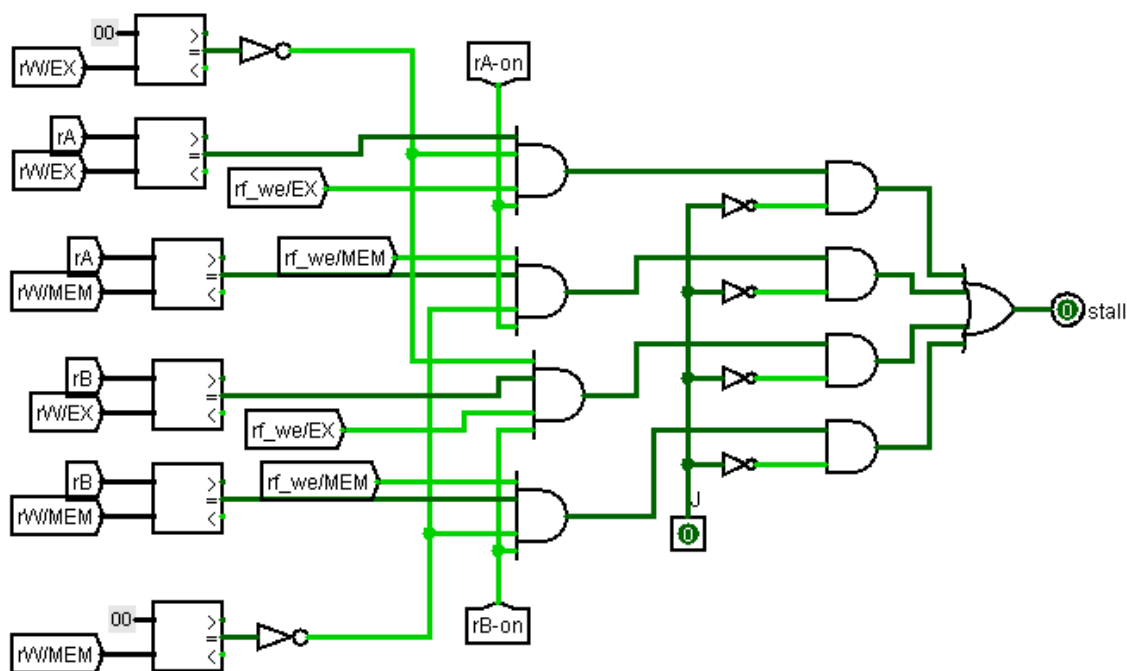 00
rW/EX
> = <
rA-on
rA
rW/EX
> = <
rf_we/EX
rA
rW/MEM
> = <
rf_we/MEM
0 stall
rB
rW/EX
> = <
rf_we/EX
rB
rW/MEM
> = <
rf_we/MEM
J
0
00
rW/MEM
> = <
rB-on